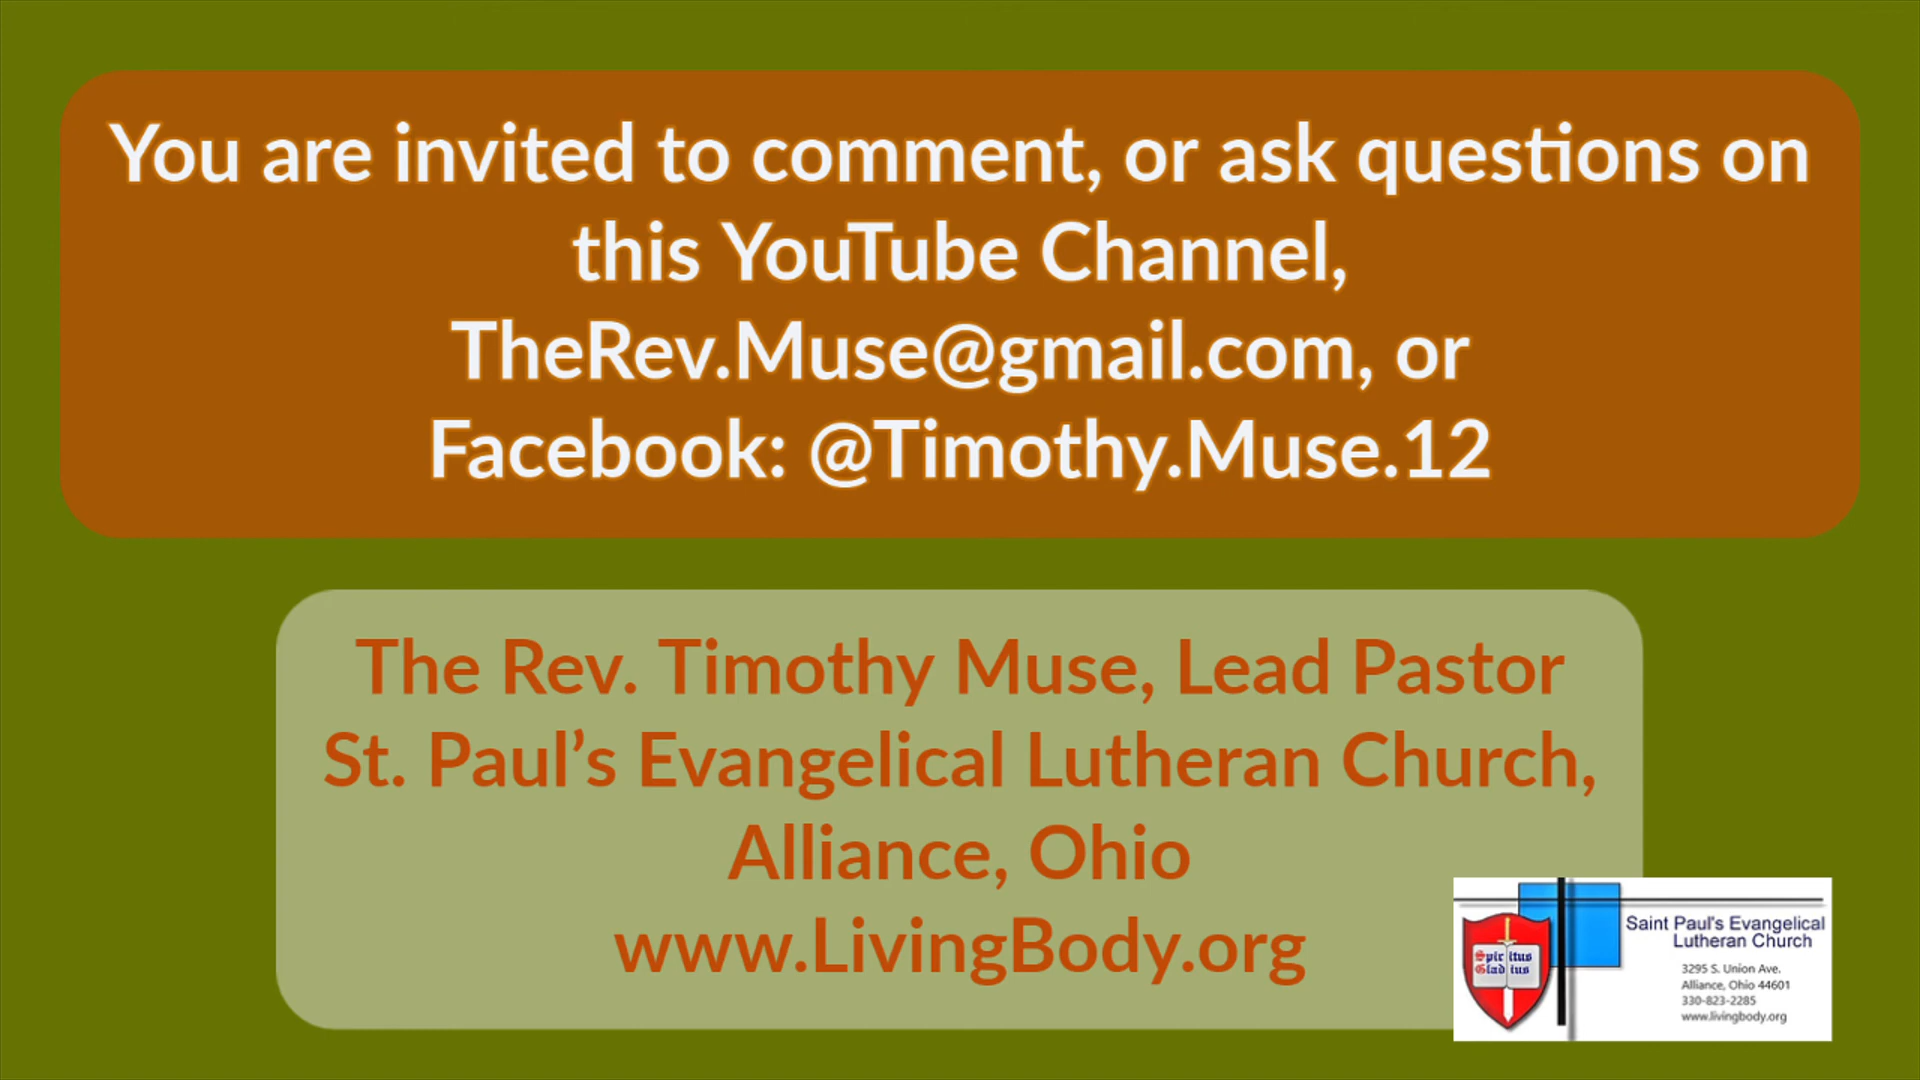 You are invited to comment, or ask questions on
this YouTube Channel,
TheRev.Muse@gmail.com, or
Facebook: @Timothy.Muse.12
The Rev. Timothy Muse, Lead Pastor
St. Paul’s Evangelical Lutheran Church,
Alliance, Ohio
www.LivingBody.org
Saint Paul's Evangelical
Lutheran Church
3295 S. Union Ave.
Alliance, Ohio 44601
330-823-2285
www.livingbody.org
Spiritus
Gladius